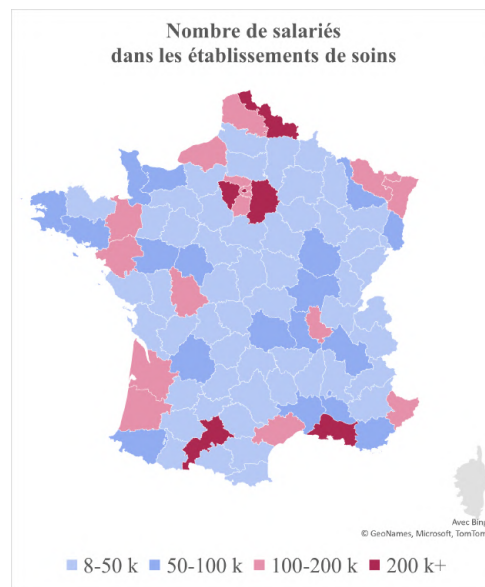 Nombre de salariés
dans les établissements de soins
Avec Bing
© GeoNames, Microsoft, TomTom
8-50 k 50-100 k 100-200 k 200 k+